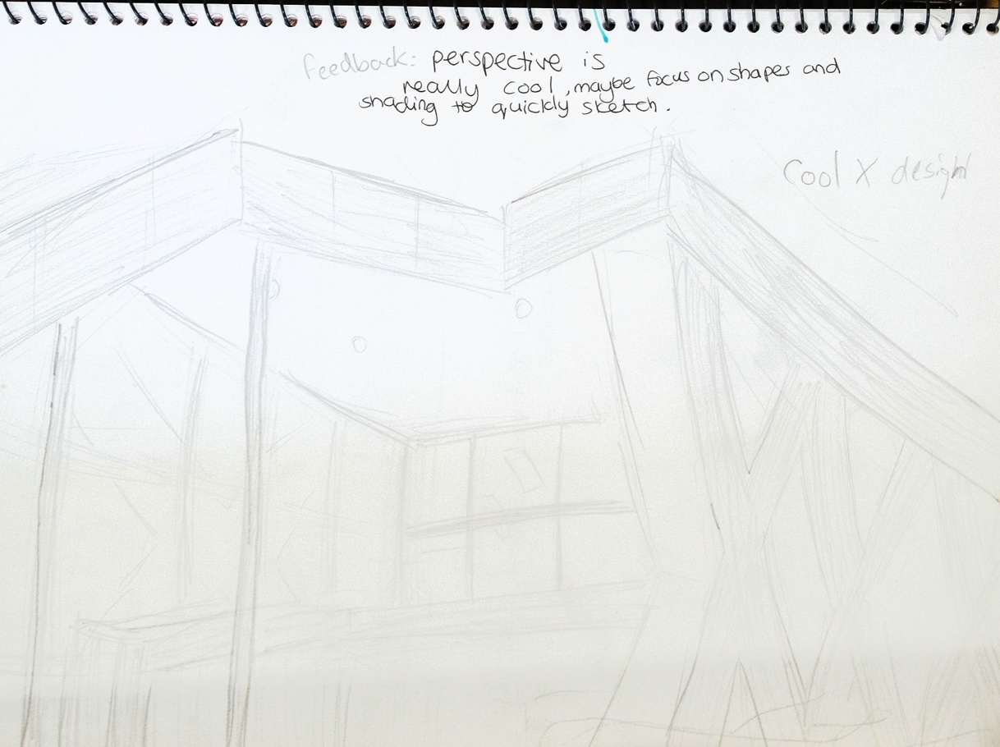 feedback: perspective is
really cool, maybe focus on shapes and
shading to quickly sketch.
Cool X design